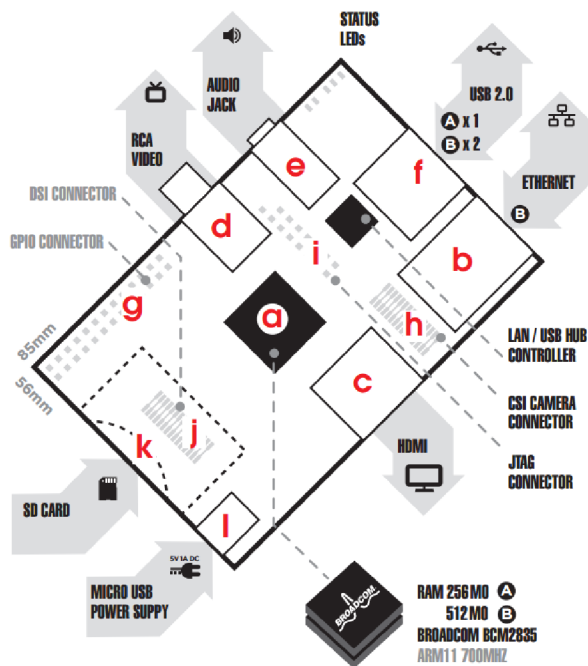 STATUS
LEDs
AUDIO
JACK
USB 2.0
A x 1
B x 2
RCA
VIDEO
ETHERNET
B
DSI CONNECTOR
GPIO CONNECTOR
e
f
d
i
b
g
a
h
85mm
56mm
c
LAN / USB HUB
CONTROLLER
CSI CAMERA
CONNECTOR
JTAG
CONNECTOR
j
k
HDMI
SD CARD
l
5V 1A DC
MICRO USB
POWER SUPPY
BROADCOM
RAM 256MO A
512MO B
BROADCOM BCM2835
ARM11 700MHZ